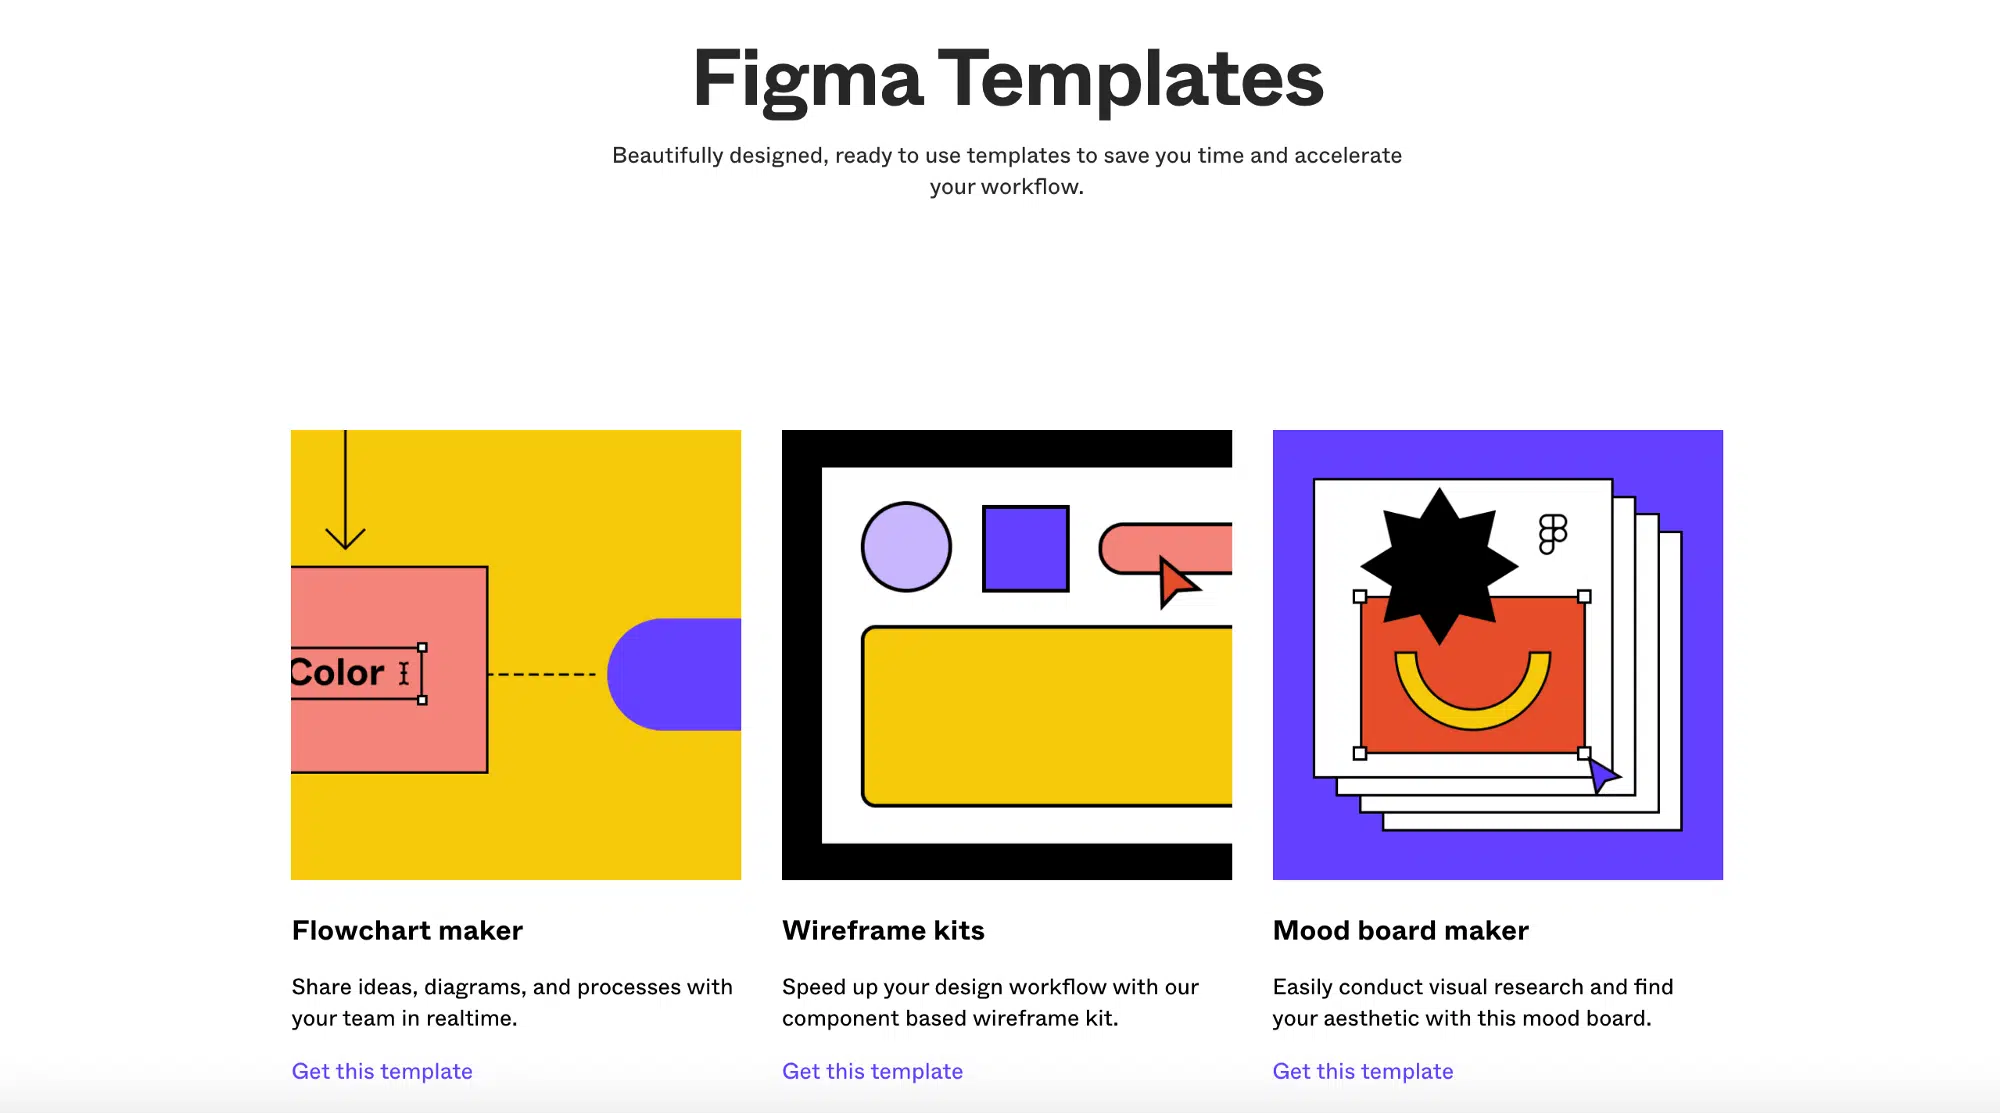 Figma Templates
Beautifully designed, ready to use templates to save you time and accelerate
your workflow.
Color
Flowchart maker
Share ideas, diagrams, and processes with
your team in realtime.
Get this template
Wireframe kits
Speed up your design workflow with our
component based wireframe kit.
Get this template
Mood board maker
Easily conduct visual research and find
your aesthetic with this mood board.
Get this template